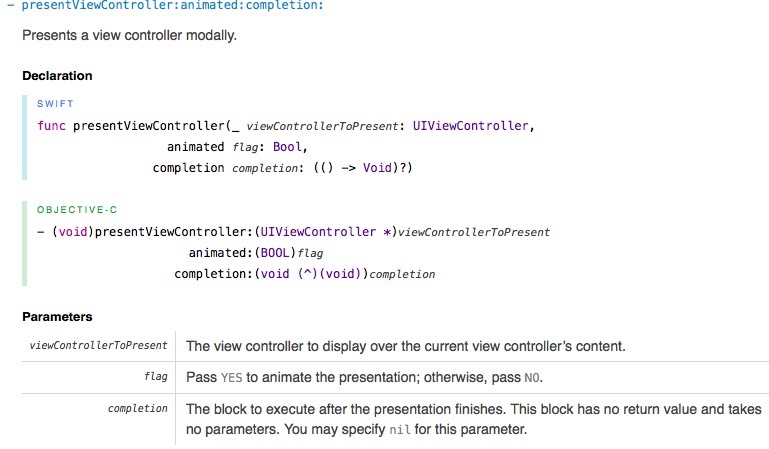 – presentViewController:animated:completion:
Presents a view controller modally.
Declaration
SWIFT
func presentViewController(_ viewControllerToPresent: UIViewController,
animated flag: Bool,
completion completion: (() -> Void)?)
OBJECTIVE-C
- (void)presentViewController:(UIViewController *)viewControllerToPresent
animated:(BOOL)flag
completion:(void (^)(void))completion
Parameters
viewControllerToPresent The view controller to display over the current view controller’s content.
flag Pass YES to animate the presentation; otherwise, pass NO.
completion The block to execute after the presentation finishes. This block has no return value and takes
no parameters. You may specify nil for this parameter.